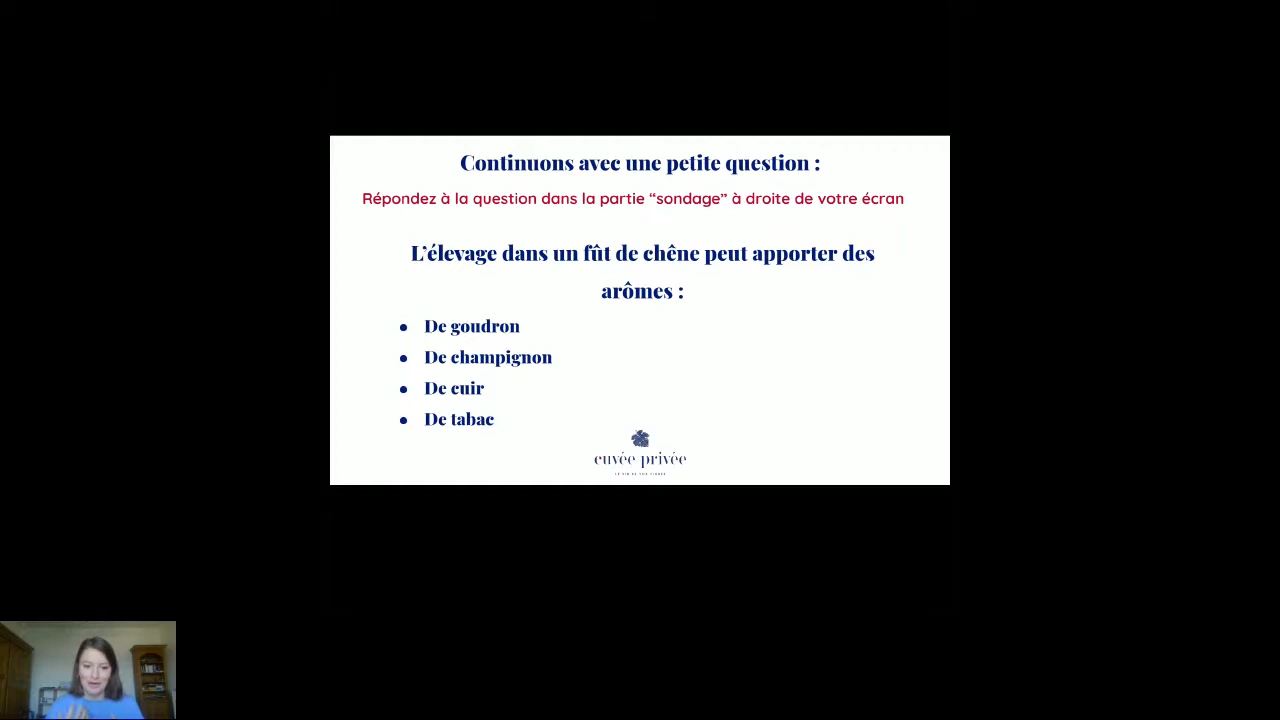 Continuons avec une petite question :
Répondez à la question dans la partie “sondage” à droite de votre écran
L’élevage dans un fût de chêne peut apporter des
arômes :
● De goudron
● De champignon
● De cuir
● De tabac
cuvée privée